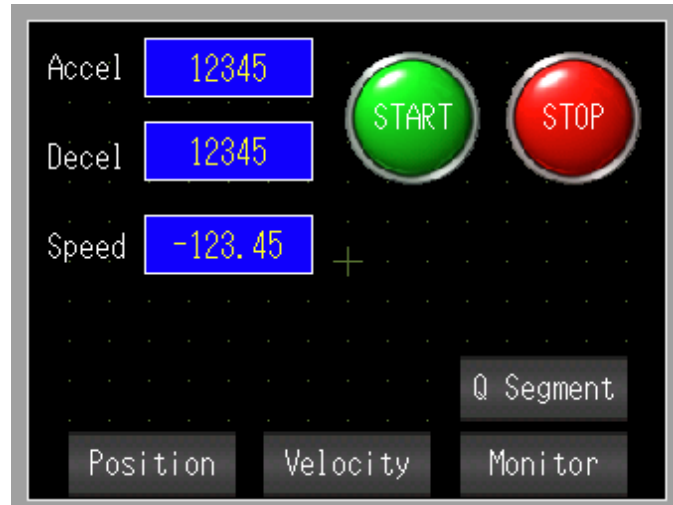 Accel 12345
START STOP
Decel 12345
Speed -123.45
Q Segment
Position Velocity Monitor